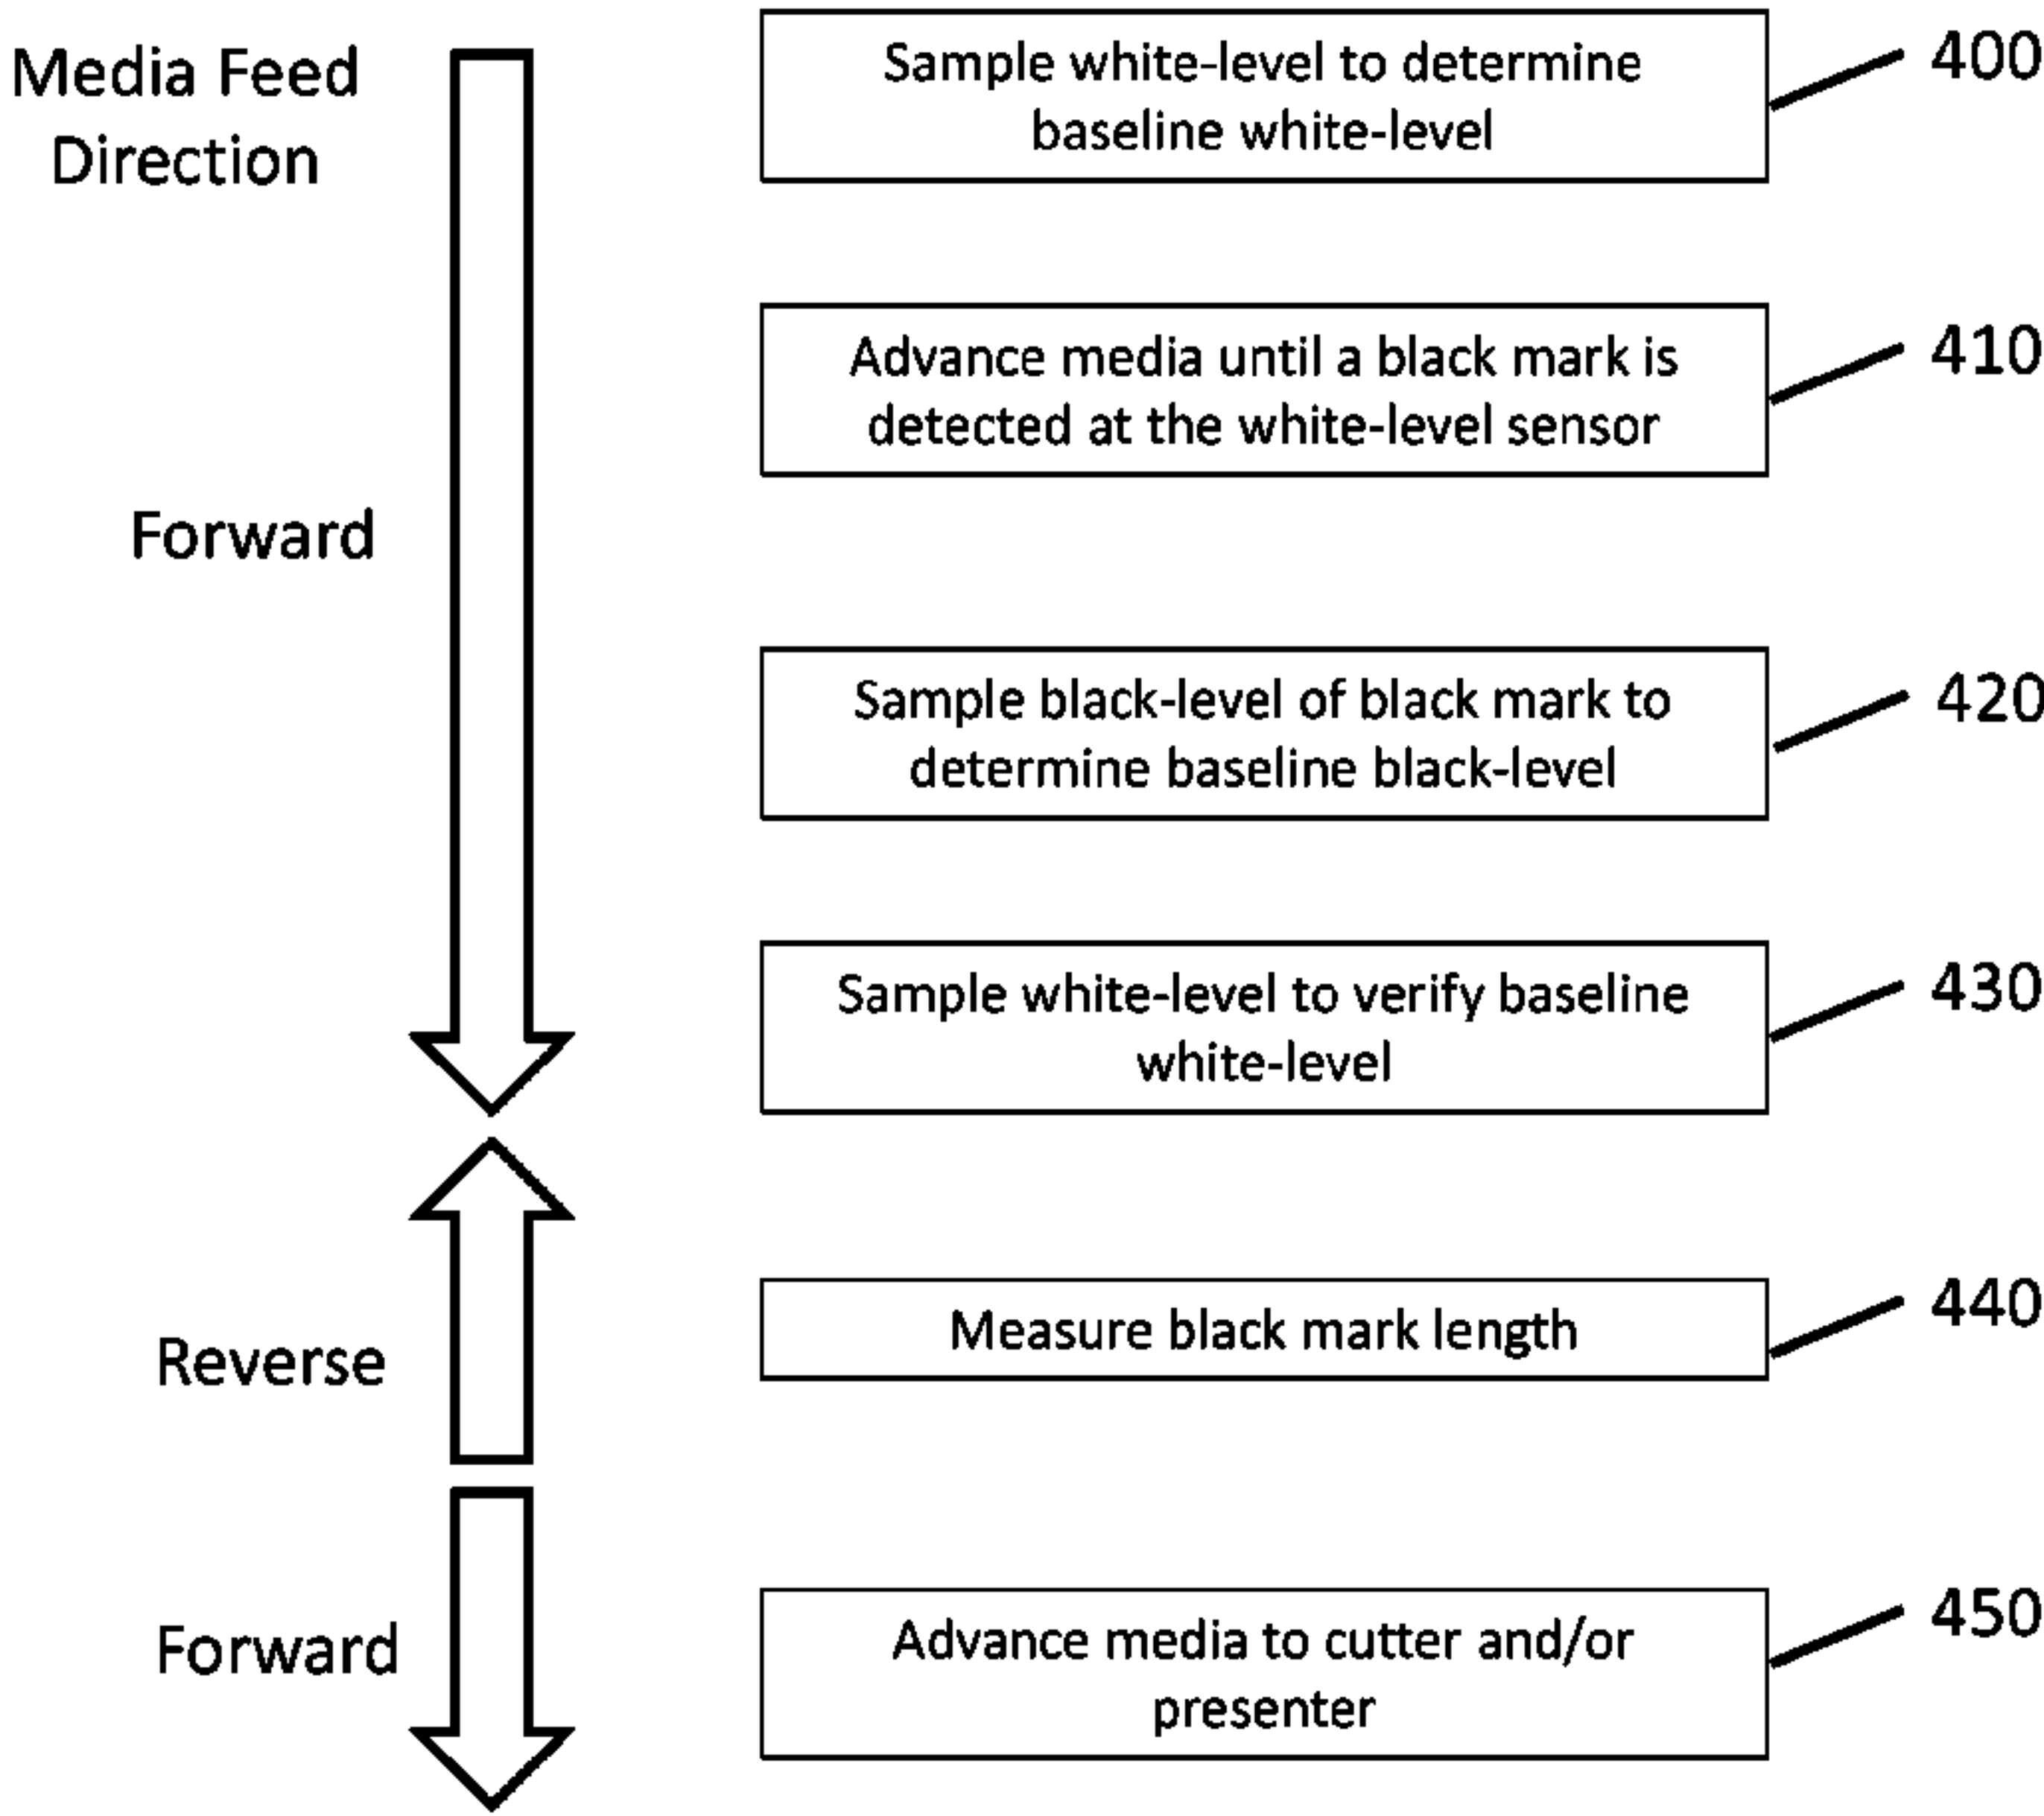 Media Feed
Direction
Sample white-level to determine
baseline white-level
400
Advance media until a black mark is
detected at the white-level sensor
410
Forward
Sample black-level of black mark to
determine baseline black-level
420
Sample white-level to verify baseline
white-level
430
Reverse
Measure black mark length
440
Forward
Advance media to cutter and/or
presenter
450